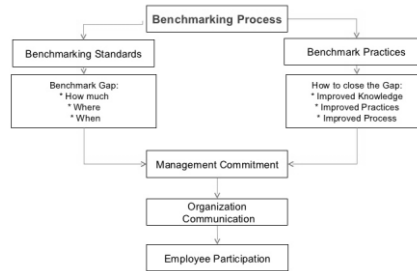 Benchmarking Process
Benchmarking Standards
Benchmark Practices
Benchmark Gap:
* How much
* Where
* When
How to close the Gap:
* Improved Knowledge
* Improved Practices
* Improved Process
Management Commitment
Organization
Communication
Employee Participation